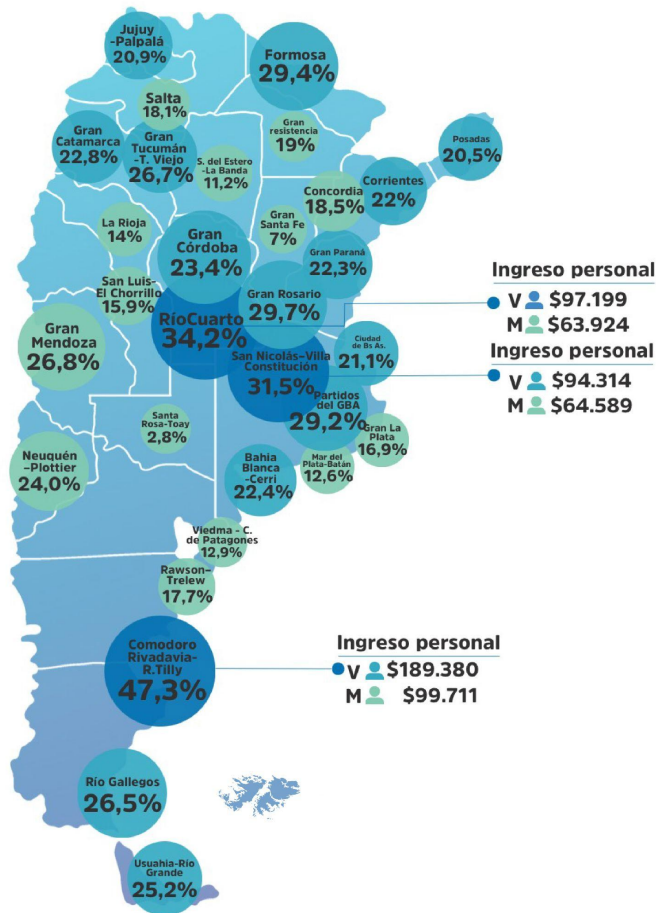 Jujuy
-Palpalá
20,9%
Formosa
29,4%
Salta
18,1%
Gran
resistencia
19%
Gran
Catamarca
22,8%
Gran
Tucumán
-T. Viejo
26,7%
S. del Estero
-La Banda
11,2%
Posadas
20,5%
Concordia
18,5%
Corrientes
22%
La Rioja
14%
Gran
Santa Fe
7%
Gran
Córdoba
23,4%
Gran Paraná
22,3%
San Luis-
El Chorrillo
15,9%
Gran Rosario
29,7%
Ingreso personal
V $97.199
M $63.924
RíoCuarto
34,2%
Gran
Mendoza
26,8%
Ciudad
de Bs As.
21,1%
San Nicolás-Villa
Constitución
31,5%
Ingreso personal
V $94.314
M $64.589
Partidos
del GBA
29,2%
Santa
Rosa-Toay
2,8%
Gran La
Plata
16,9%
Neuquén
-Plottier
24,0%
Bahia
Blanca
-Cerri
22,4%
Mar del
Plata-Batán
12,6%
Viedma - C.
de Patagones
12,9%
Rawson-
Trelew
17,7%
Comodoro
Rivadavia-
R.Tilly
47,3%
Ingreso personal
V $189.380
M $99.711
Río Gallegos
26,5%
Usuahia-Río
Grande
25,2%